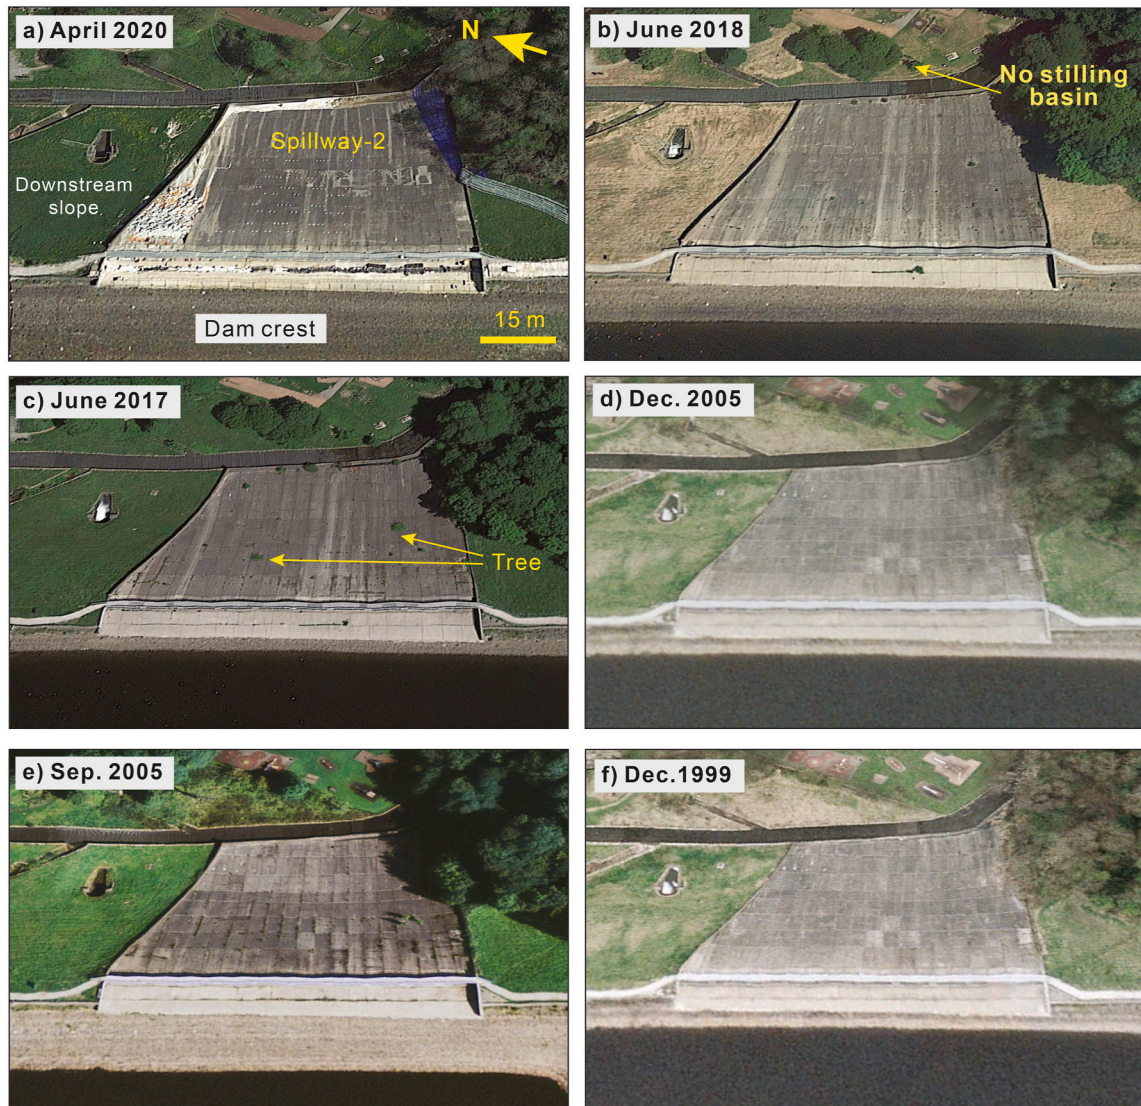 a) April 2020
N
Spillway-2
Downstream
slope
Dam crest
15 m
b) June 2018
No stilling
basin
c) June 2017
Tree
d) Dec. 2005
e) Sep. 2005
f) Dec.1999